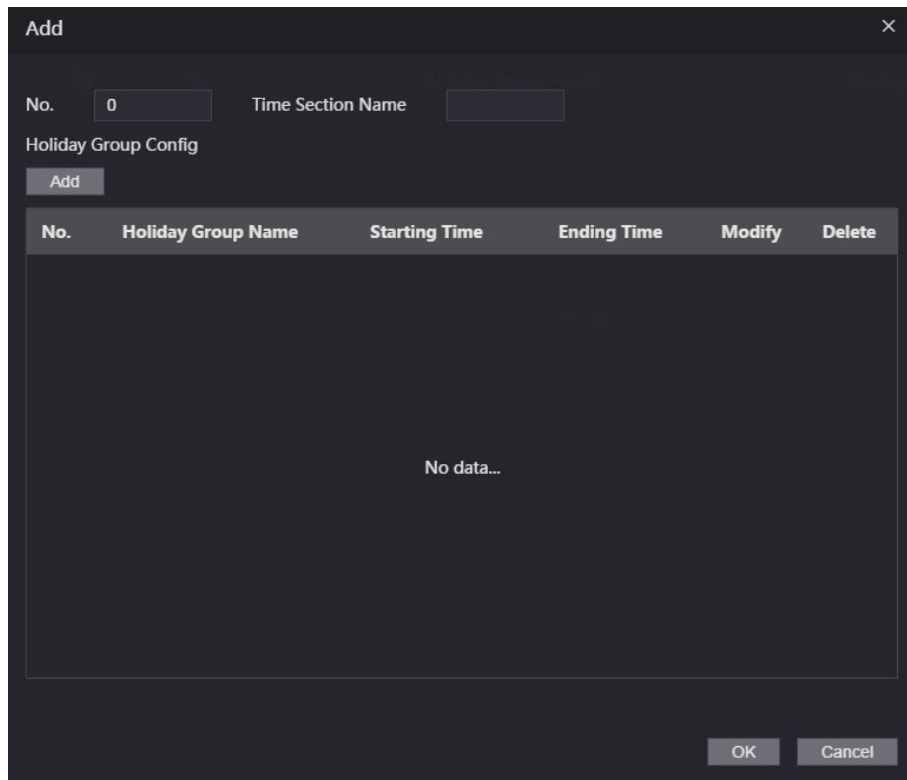 Add
No. 0 Time Section Name
Holiday Group Config
Add
No. Holiday Group Name Starting Time Ending Time Modify Delete
No data...
OK Cancel